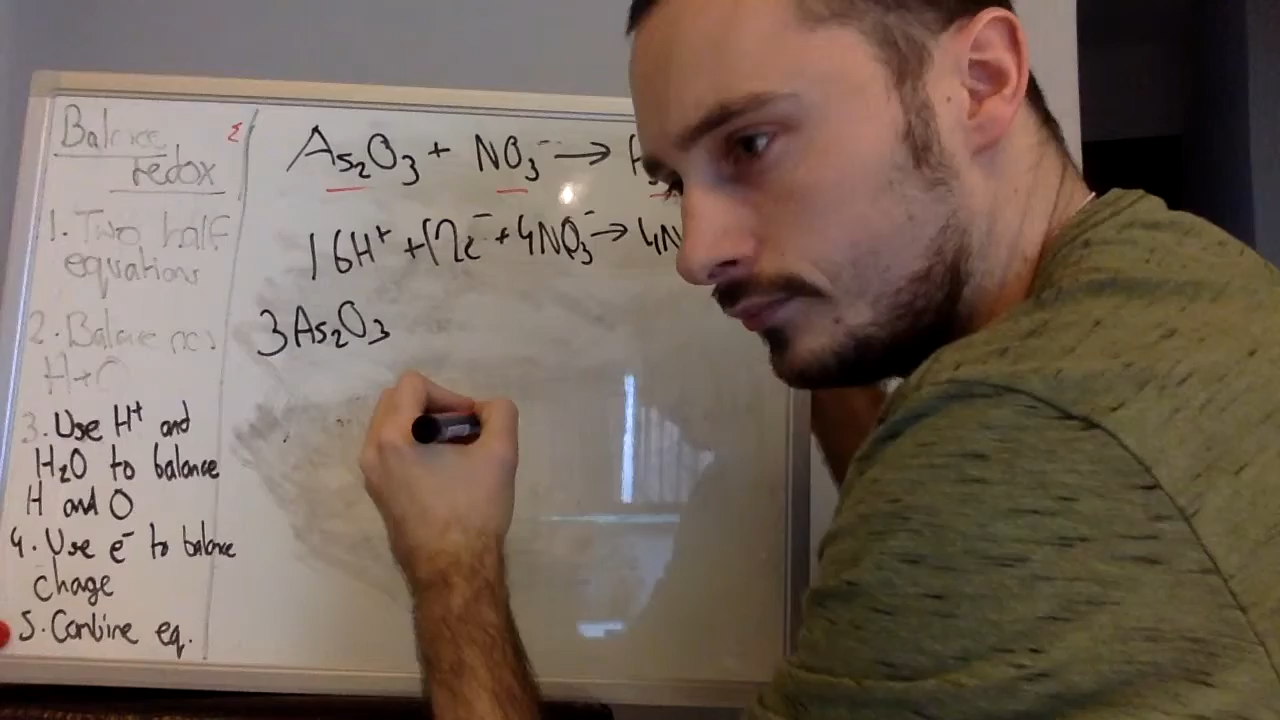 Balance
redox
1. Two half
equations
2. Balance
H + O
3. Use H⁺ and
H₂O to balance
H and O
4. Use e⁻ to balance
chage
5. Combine eq.
As₂O₃ + NO₃⁻ →
16H⁺ + 12e⁻ + 4NO₃⁻ → 4N
3As₂O₃